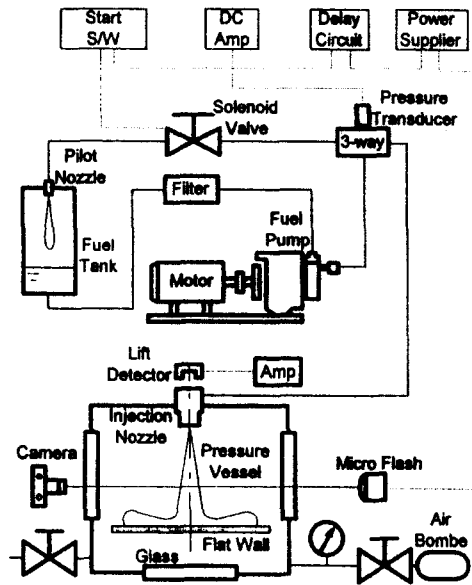 Start
S/W
DC
Amp
Delay
Circuit
Power
Supplier
Solenoid
Valve
Pressure
Transducer
3-way
Pilot
Nozzle
Filter
Fuel
Tank
Fuel
Pump
Motor
Lift
Detector
Amp
Injection
Nozzle
Camera
Pressure
Vessel
Micro Flash
Flat Wall
Glass
Air
Bombe